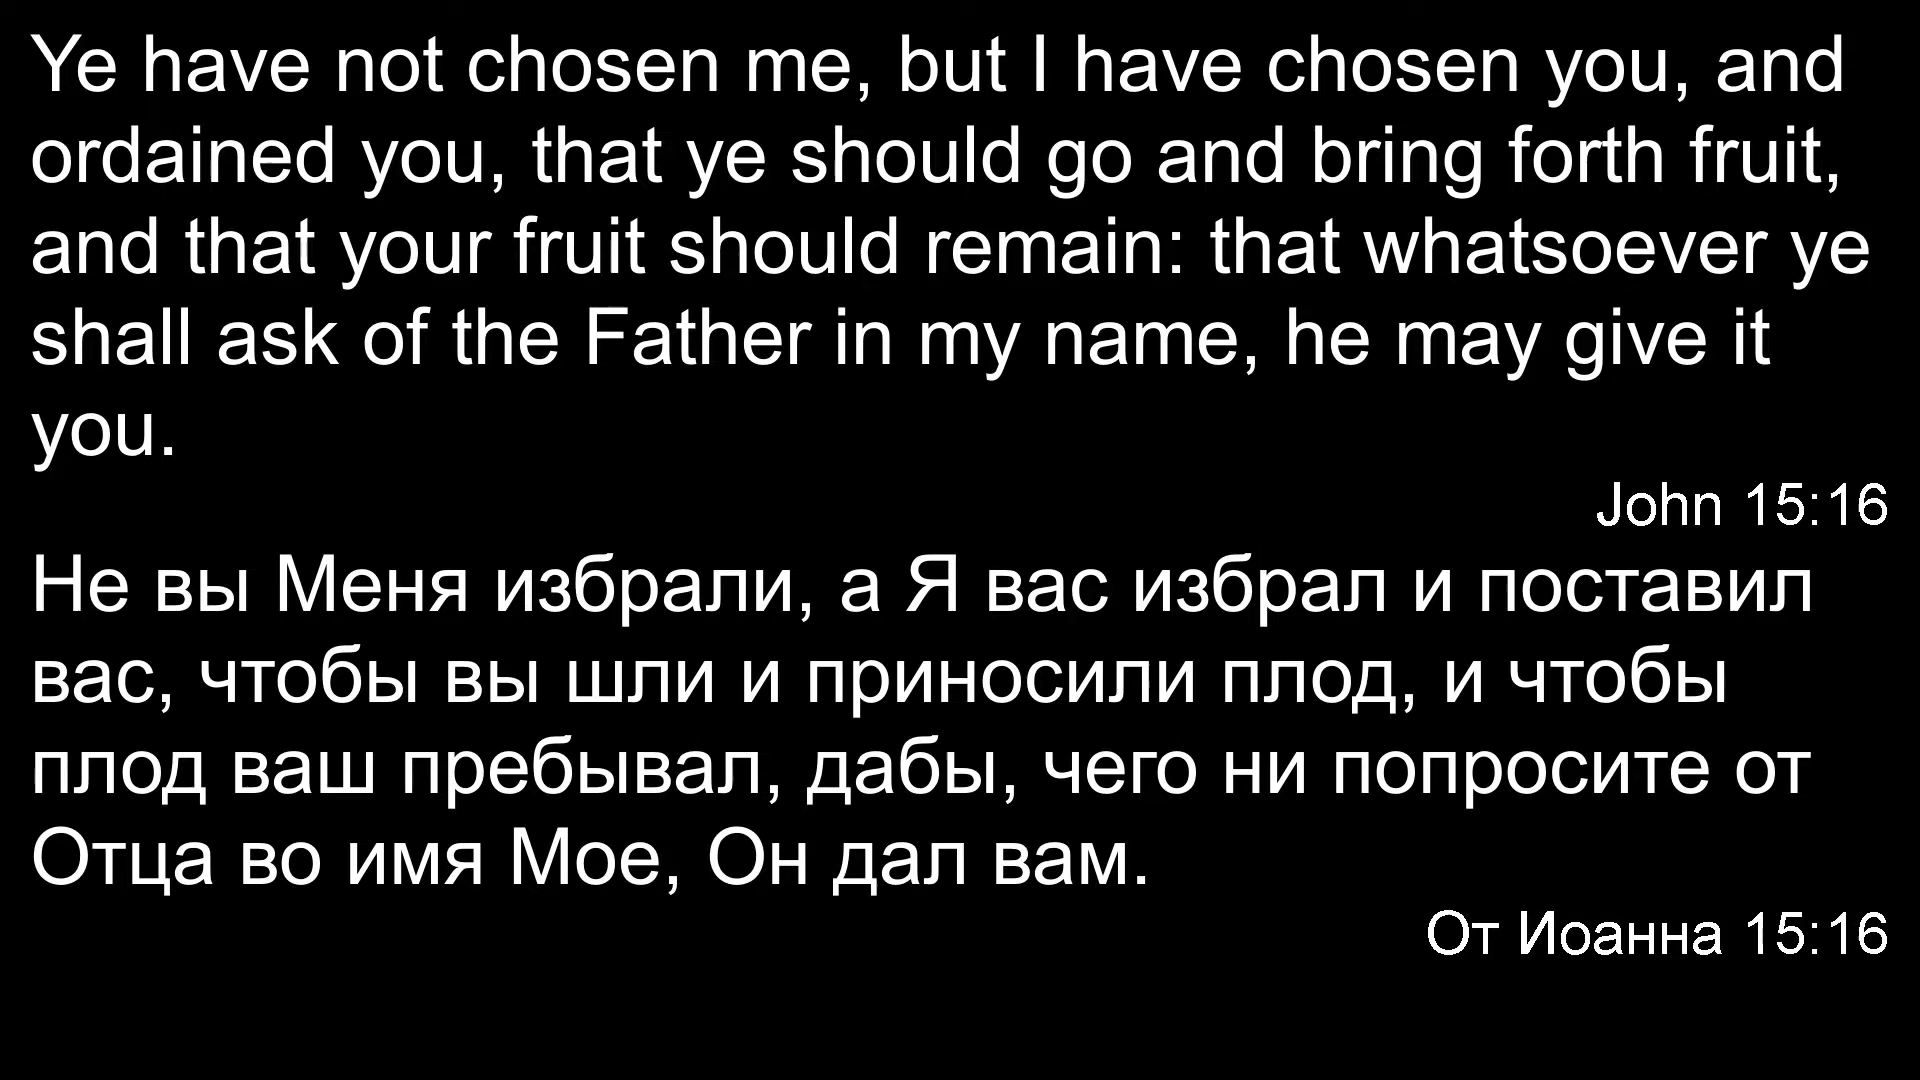 Ye have not chosen me, but I have chosen you, and
ordained you, that ye should go and bring forth fruit,
and that your fruit should remain: that whatsoever ye
shall ask of the Father in my name, he may give it
you.
John 15:16
Не вы Меня избрали, а Я вас избрал и поставил
вас, чтобы вы шли и приносили плод, и чтобы
плод ваш пребывал, дабы, чего ни попросите от
Отца во имя Мое, Он дал вам.
От Иоанна 15:16